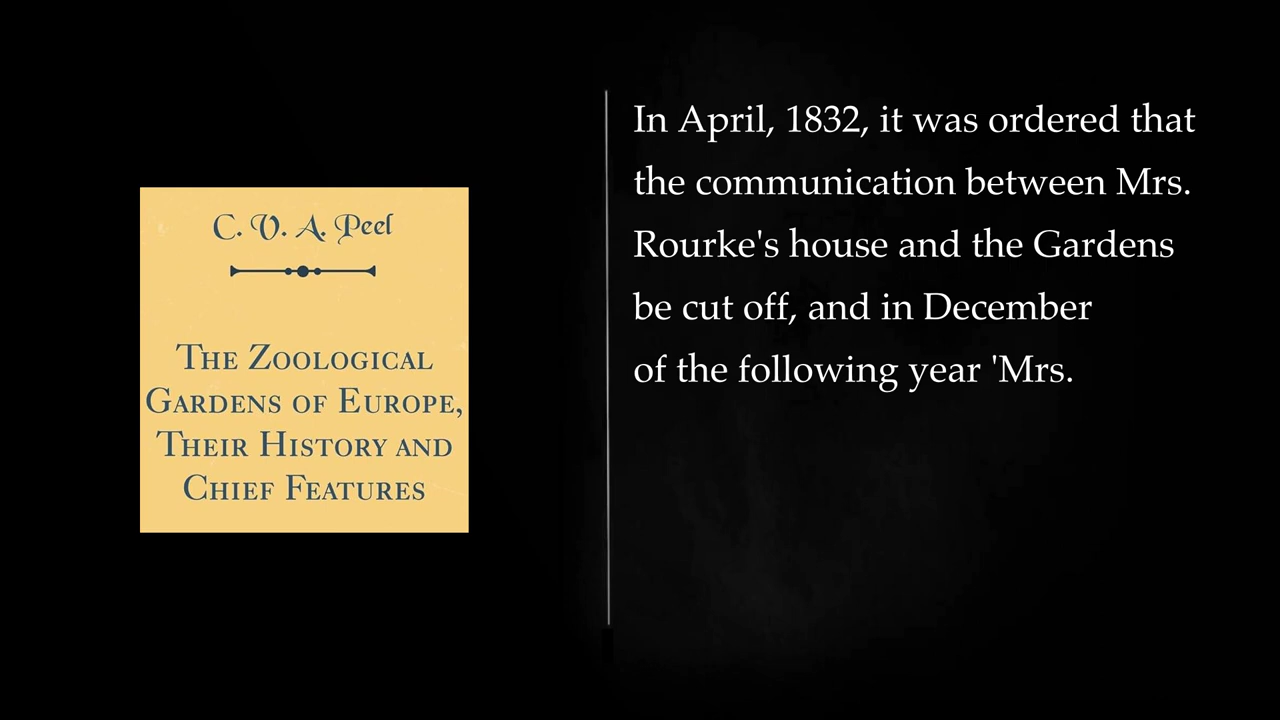 C. V. A. Peel
The Zoological
Gardens of Europe,
Their History and
Chief Features
In April, 1832, it was ordered that
the communication between Mrs.
Rourke's house and the Gardens
be cut off, and in December
of the following year 'Mrs.